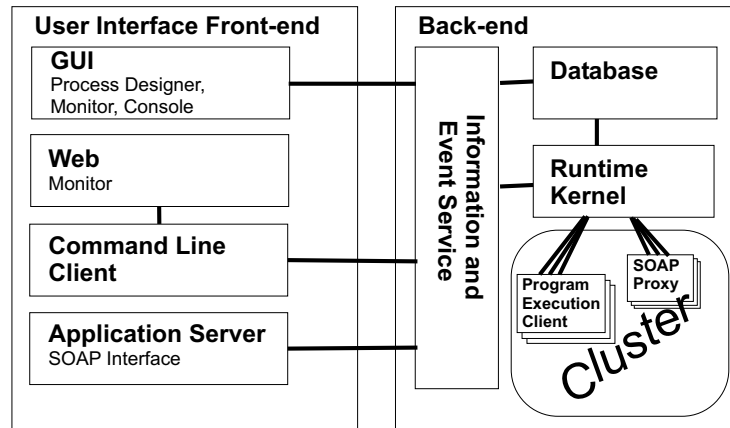 User Interface Front-end
GUI
Process Designer,
Monitor, Console
Web
Monitor
Command Line
Client
Application Server
SOAP Interface
Back-end
Information and
Event Service
Database
Runtime
Kernel
Program
Execution
Client
SOAP
Proxy
Cluster